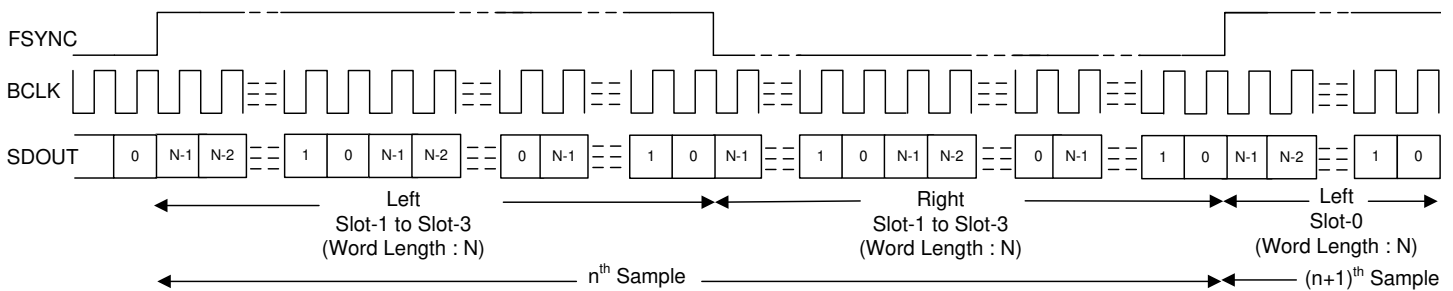 FSYNC
BCLK
SDOUT 0 N-1 N-2 1 0 N-1 N-2 0 N-1 1 0 N-1 1 0 N-1 N-2 0 N-1 1 0 N-1 N-2 1 0
Left
Slot-1 to Slot-3
(Word Length : N)
Right
Slot-1 to Slot-3
(Word Length : N)
Left
Slot-0
(Word Length : N)
nth Sample
(n+1)th Sample